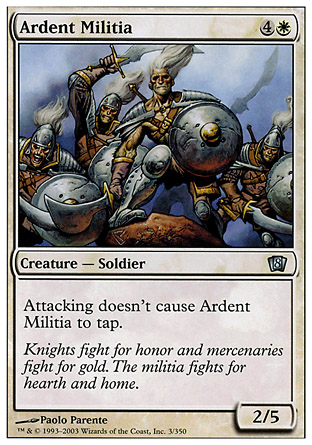 Ardent Militia 4
Creature — Soldier 8
Attacking doesn't cause Ardent
Militia to tap.
Knights fight for honor and mercenaries
fight for gold. The militia fights for
hearth and home.
Paolo Parente
™ & © 1993–2003 Wizards of the Coast, Inc. 3/350
2/5